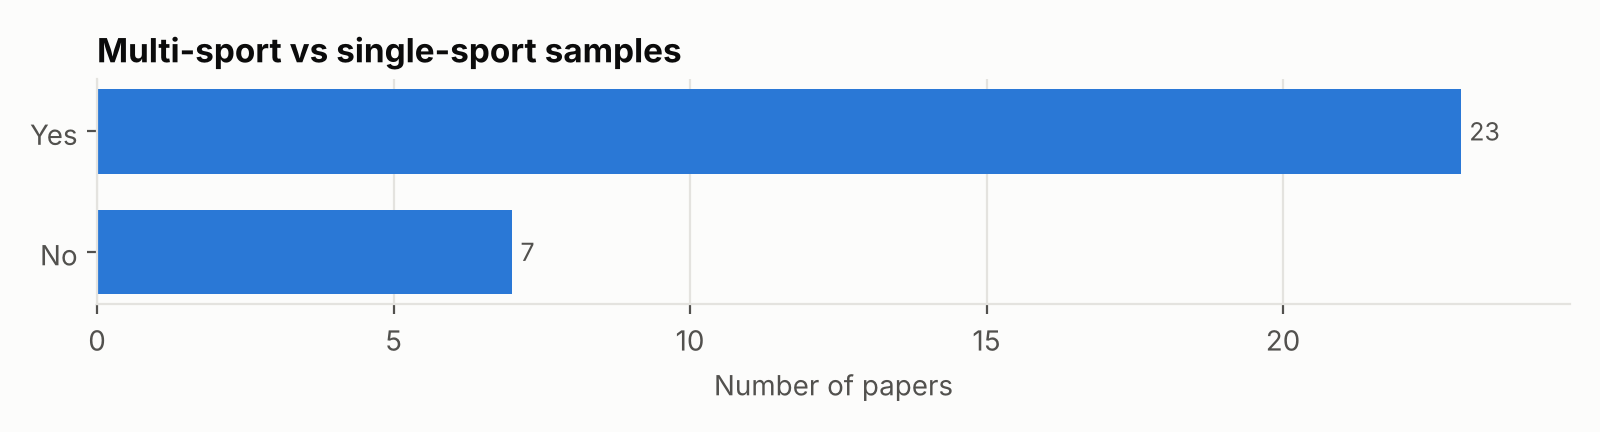 Multi-sport vs single-sport samples
Yes
23
No
7
0 5 10 15 20
Number of papers